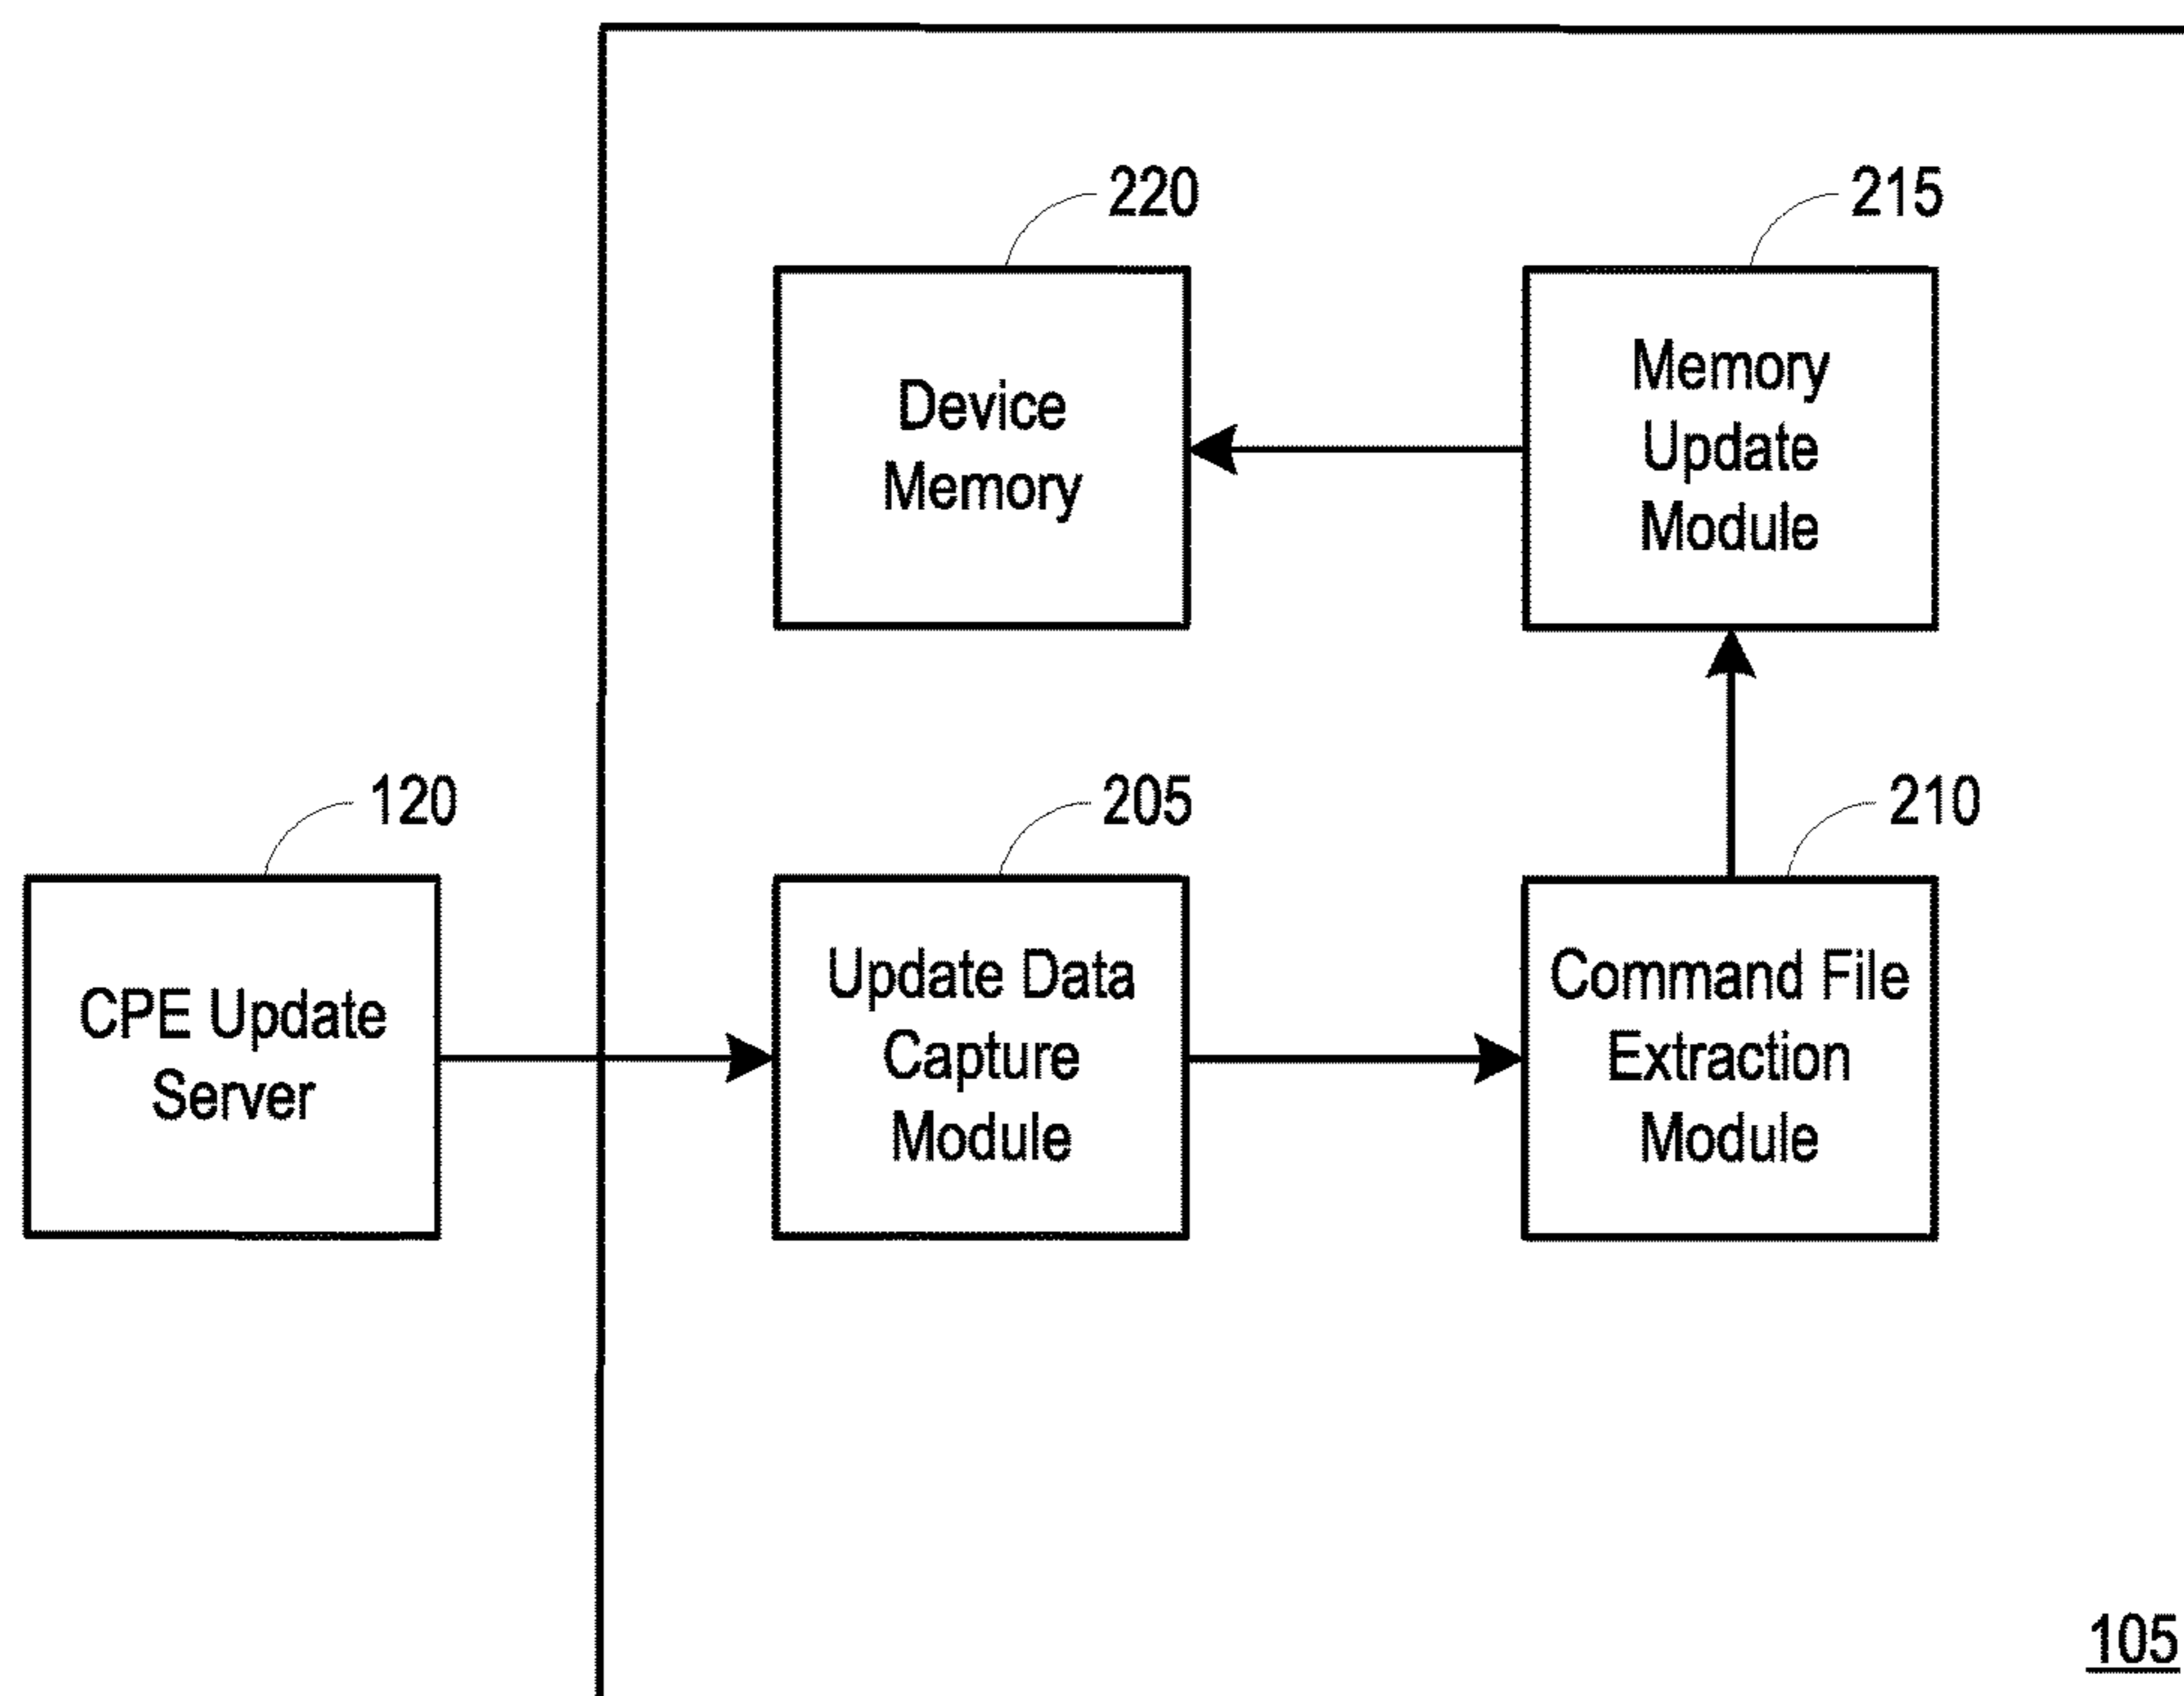 220
215
Device
Memory
Memory
Update
Module
120
205
210
CPE Update
Server
Update Data
Capture
Module
Command File
Extraction
Module
105